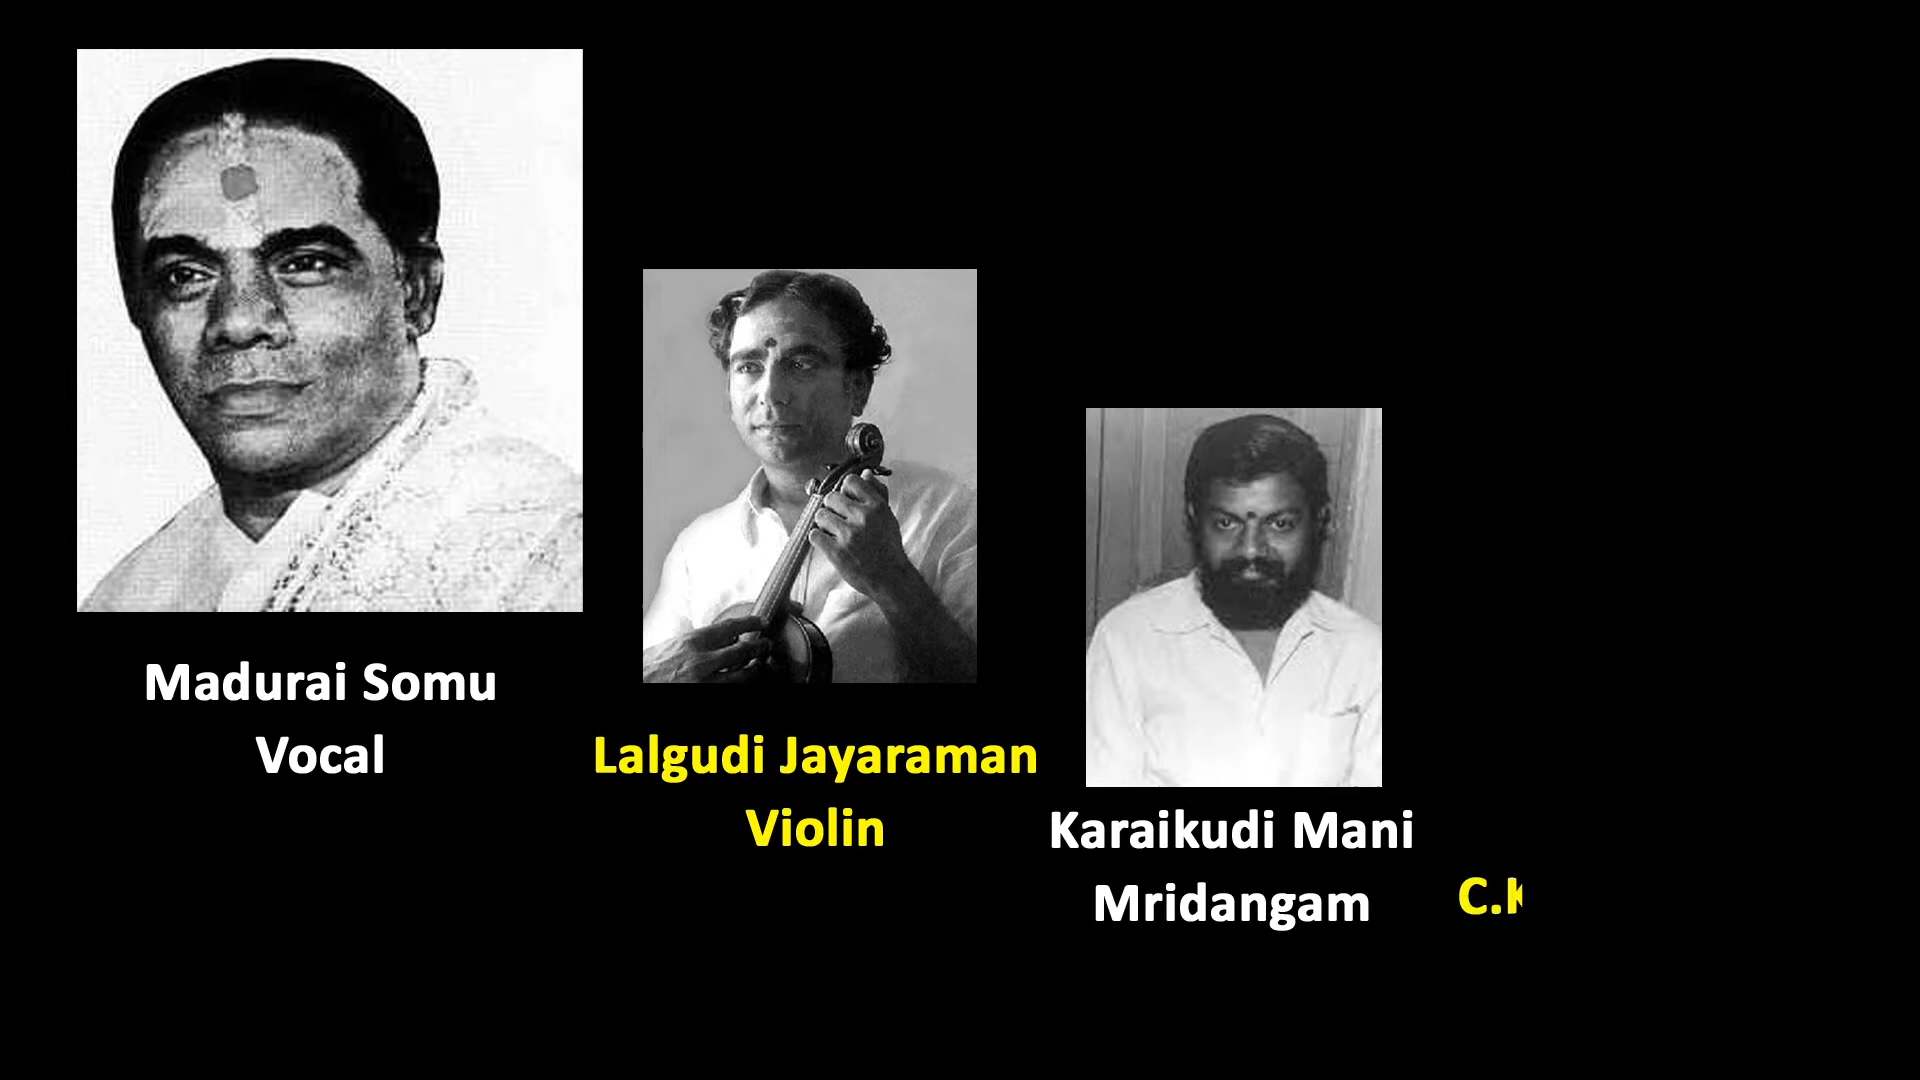 Madurai Somu
Vocal
Lalgudi Jayaraman
Violin
Karaikudi Mani
Mridangam
C.K